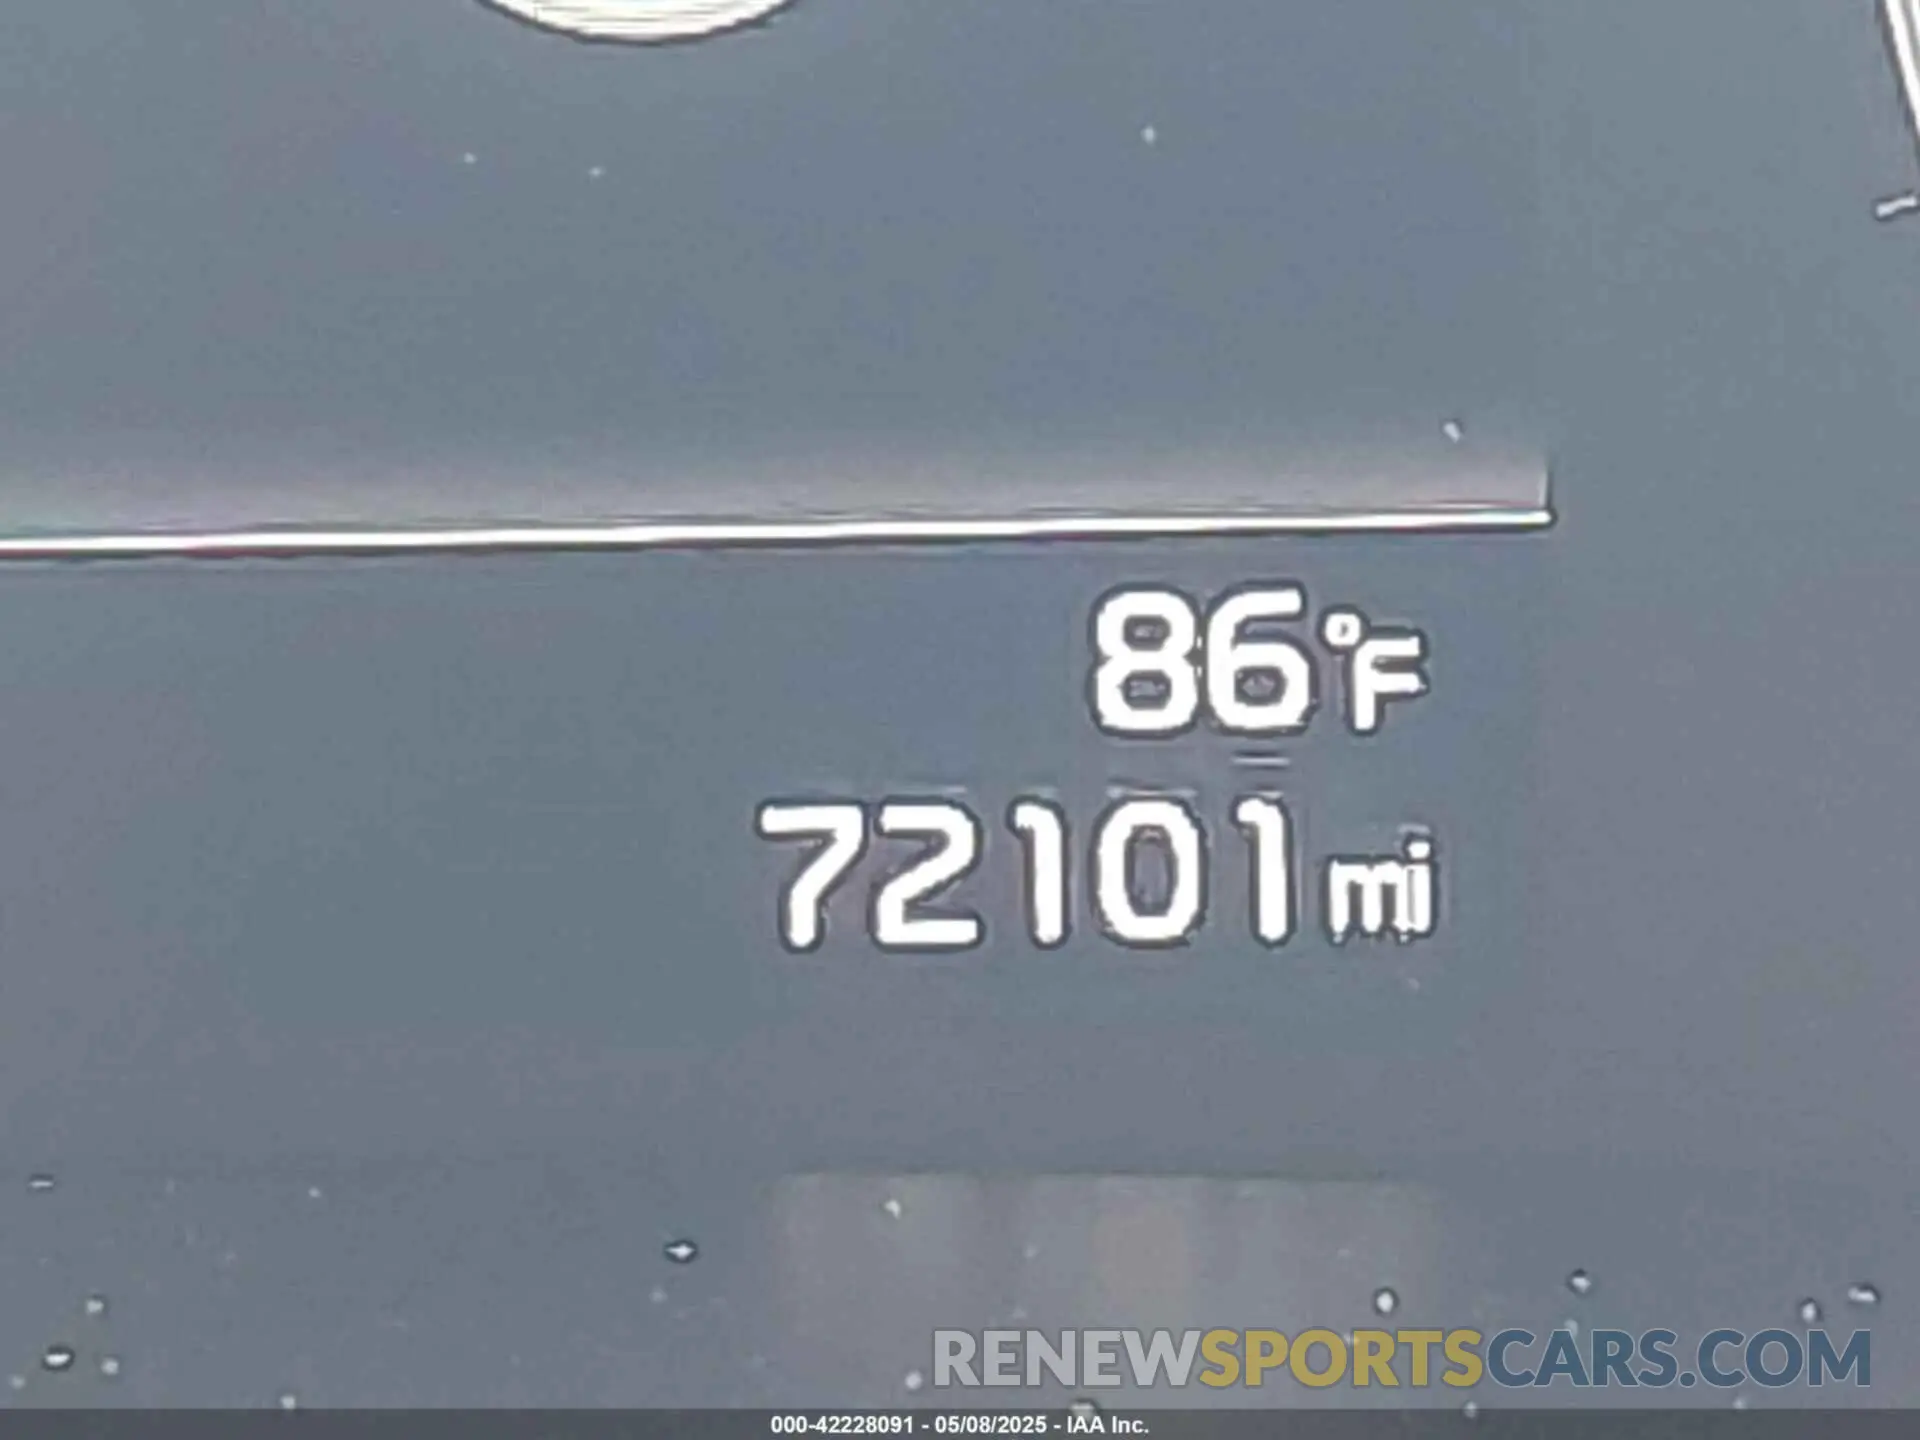 86°F
72101mi
RENEWSPORTSCARS.COM
000-42228091 - 05/08/2025 - IAA Inc.